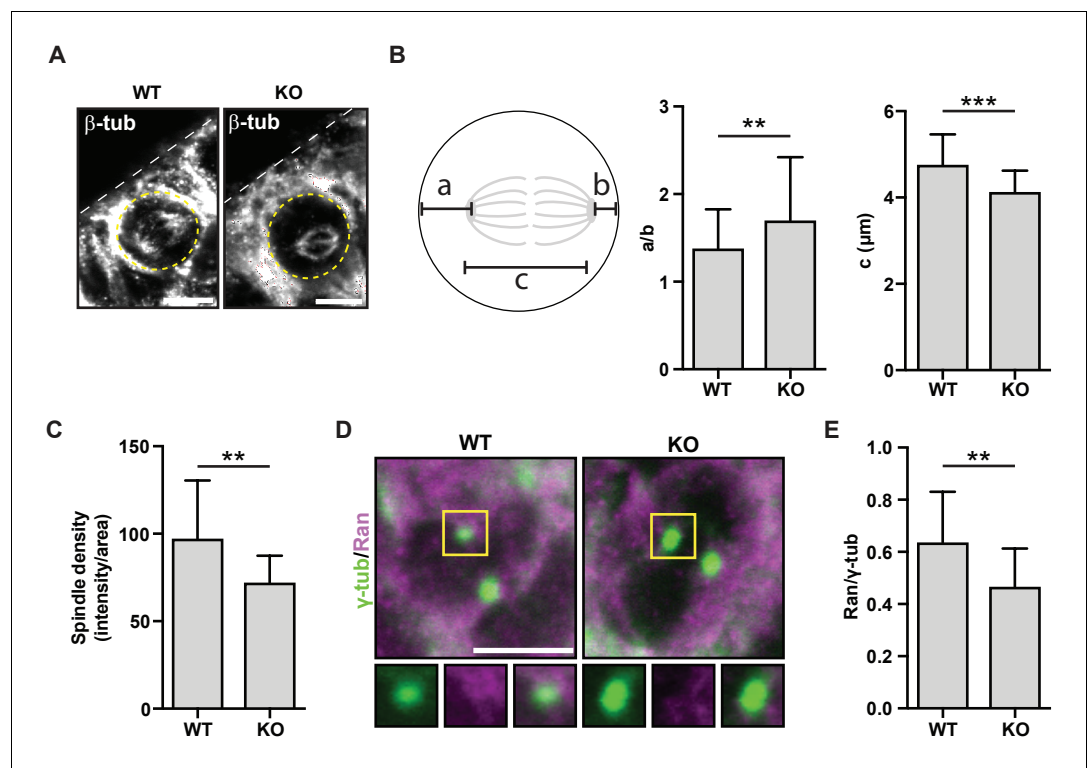 A
WT
KO
β-tub
β-tub
B
a
b
c
a/b
3
2
1
0
**
WT
KO
c (µm)
6
4
2
0
***
WT
KO
C
Spindle density
(intensity/area)
150
100
50
0
**
WT
KO
D
WT
KO
γ-tub/Ran
E
Ran/γ-tub
1.0
0.8
0.6
0.4
0.2
0.0
**
WT
KO